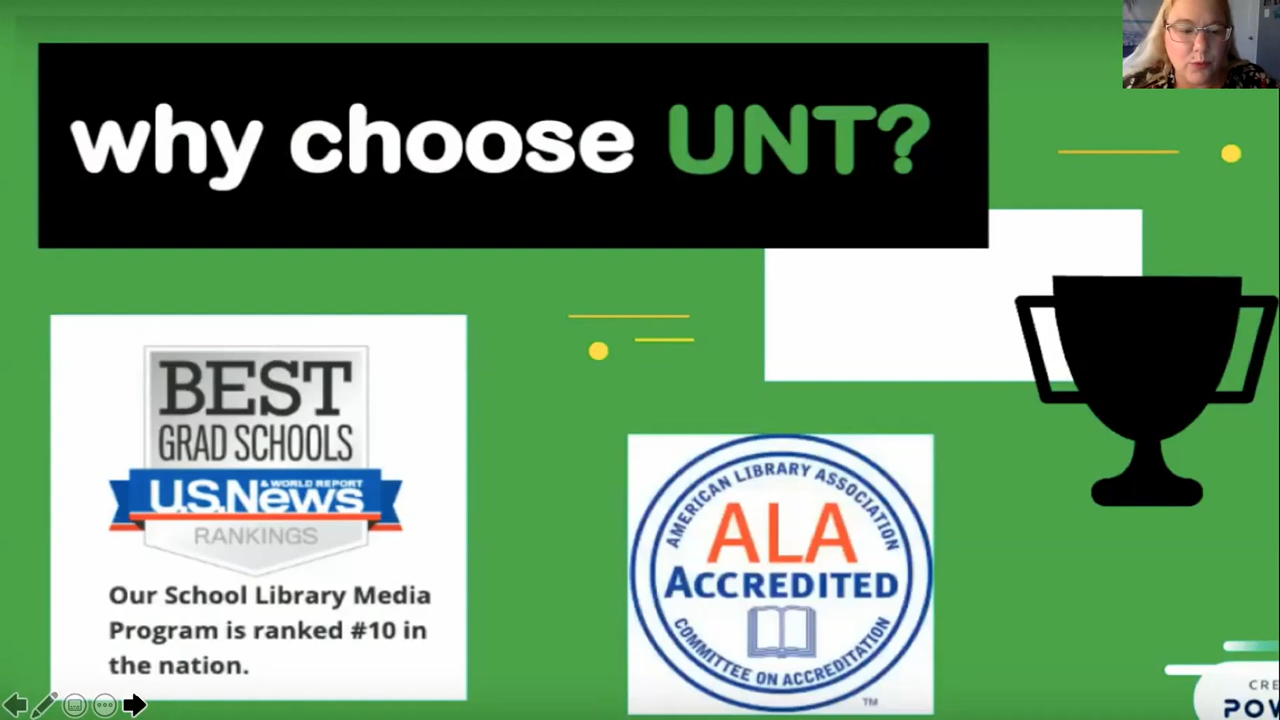 why choose UNT?
BEST
GRAD SCHOOLS
U.S.News
& WORLD REPORT
RANKINGS
Our School Library Media
Program is ranked #10 in
the nation.
AMERICAN LIBRARY ASSOCIATION
ALA
ACCREDITED
COMMITTEE ON ACCREDITATION
TM